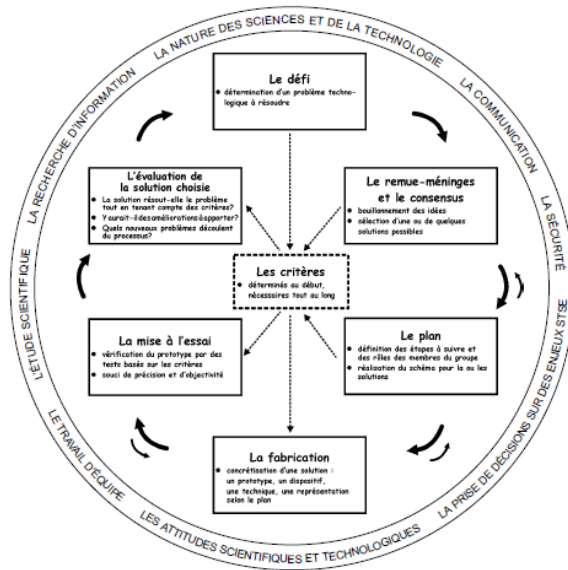 LA NATURE DES SCIENCES ET DE LA TECHNOLOGIE
LA COMMUNICATION
LA SÉCURITÉ
LA PRISE DE DÉCISIONS SUR DES ENJEUX STSE
LES ATTITUDES SCIENTIFIQUES ET TECHNOLOGIQUES
LE TRAVAIL D'ÉQUIPE
L'ÉTUDE SCIENTIFIQUE
LA RECHERCHE D'INFORMATION
Le défi
• détermination d'un problème techno-
logique à résoudre
Le remue-méninges
et le consensus
• bouillonnement des idées
• sélection d'une ou de quelques
solutions possibles
Le plan
• définition des étapes à suivre et
des rôles des membres du groupe
• réalisation du schéma pour la ou les
solutions
La fabrication
• concrétisation d'une solution :
un prototype, un dispositif,
une technique, une représentation
selon le plan
La mise à l'essai
• vérification du prototype par des
tests basés sur les critères
• souci de précision et d'objectivité
L'évaluation de
la solution choisie
• La solution résout-elle le problème
tout en tenant compte des critères?
• Y aurait-il des améliorations à apporter?
• Quels nouveaux problèmes découlent
du processus?
Les critères
• déterminés au début,
nécessaires tout au long